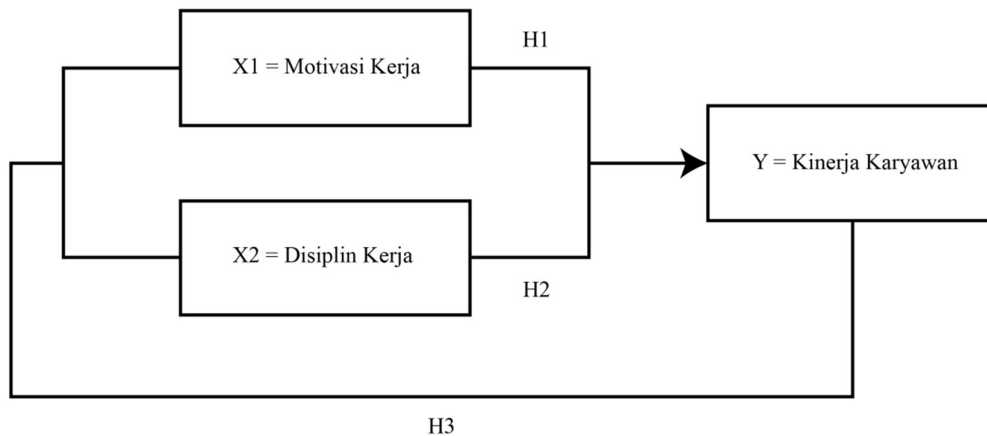 H1
X1 = Motivasi Kerja
Y = Kinerja Karyawan
X2 = Disiplin Kerja
H2
H3